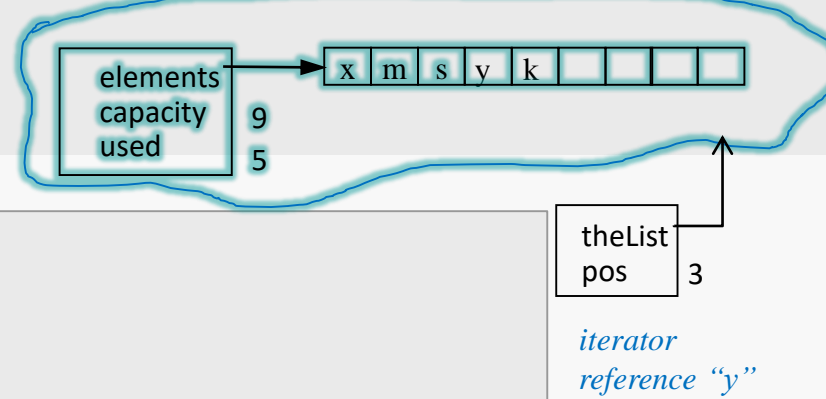 elements
capacity 9
used 5
x m s y k
theList
pos 3
iterator
reference “y”